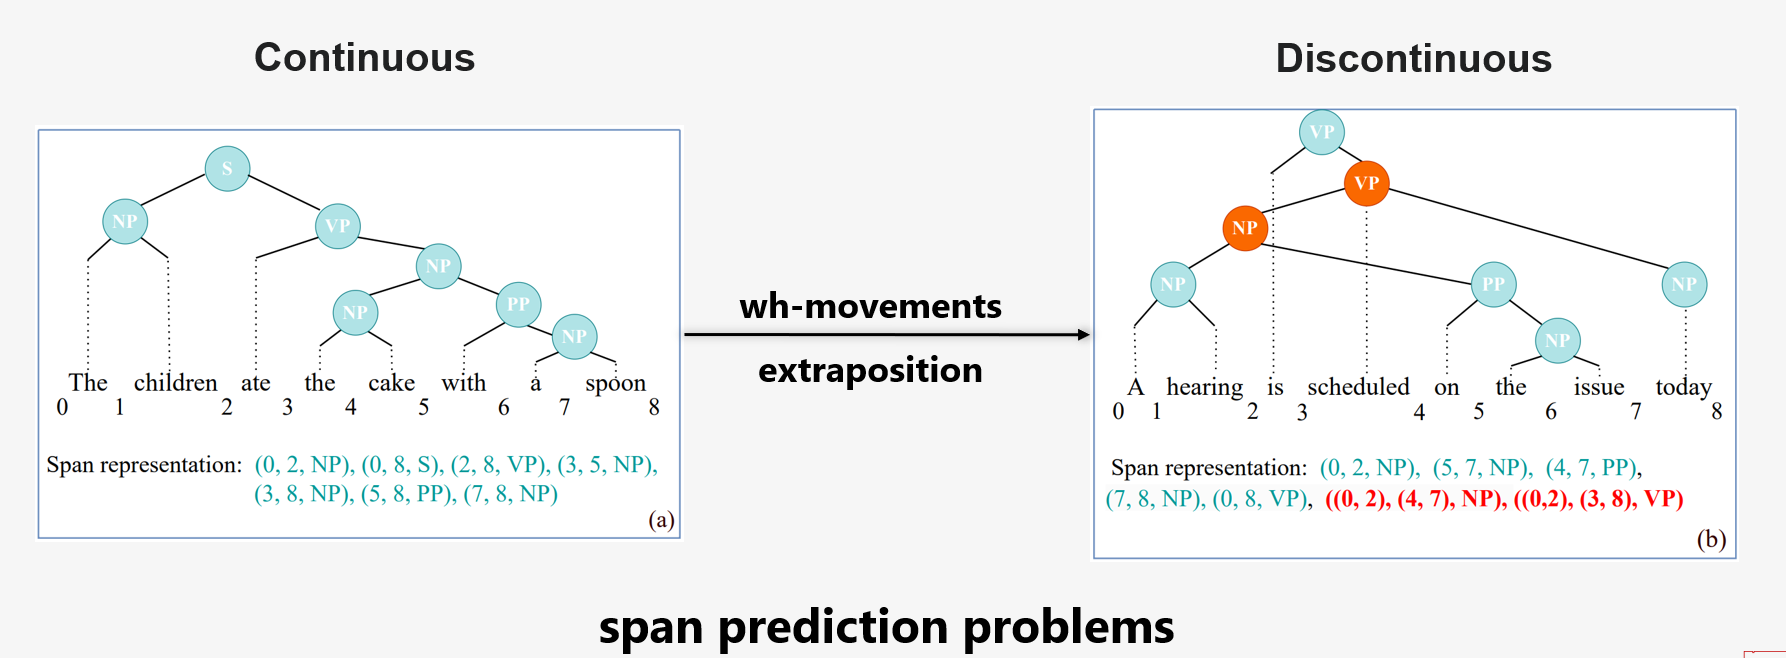 Continuous
Discontinuous
S
NP
VP
NP
NP
PP
NP
The children ate the cake with a spoon
0 1 2 3 4 5 6 7 8
Span representation: (0, 2, NP), (0, 8, S), (2, 8, VP), (3, 5, NP),
(3, 8, NP), (5, 8, PP), (7, 8, NP)
(a)
wh-movements
extraposition
VP
VP
NP
NP
PP
NP
NP
A hearing is scheduled on the issue today
0 1 2 3 4 5 6 7 8
Span representation: (0, 2, NP), (5, 7, NP), (4, 7, PP),
(7, 8, NP), (0, 8, VP), ((0, 2), (4, 7), NP), ((0,2), (3, 8), VP)
(b)
span prediction problems